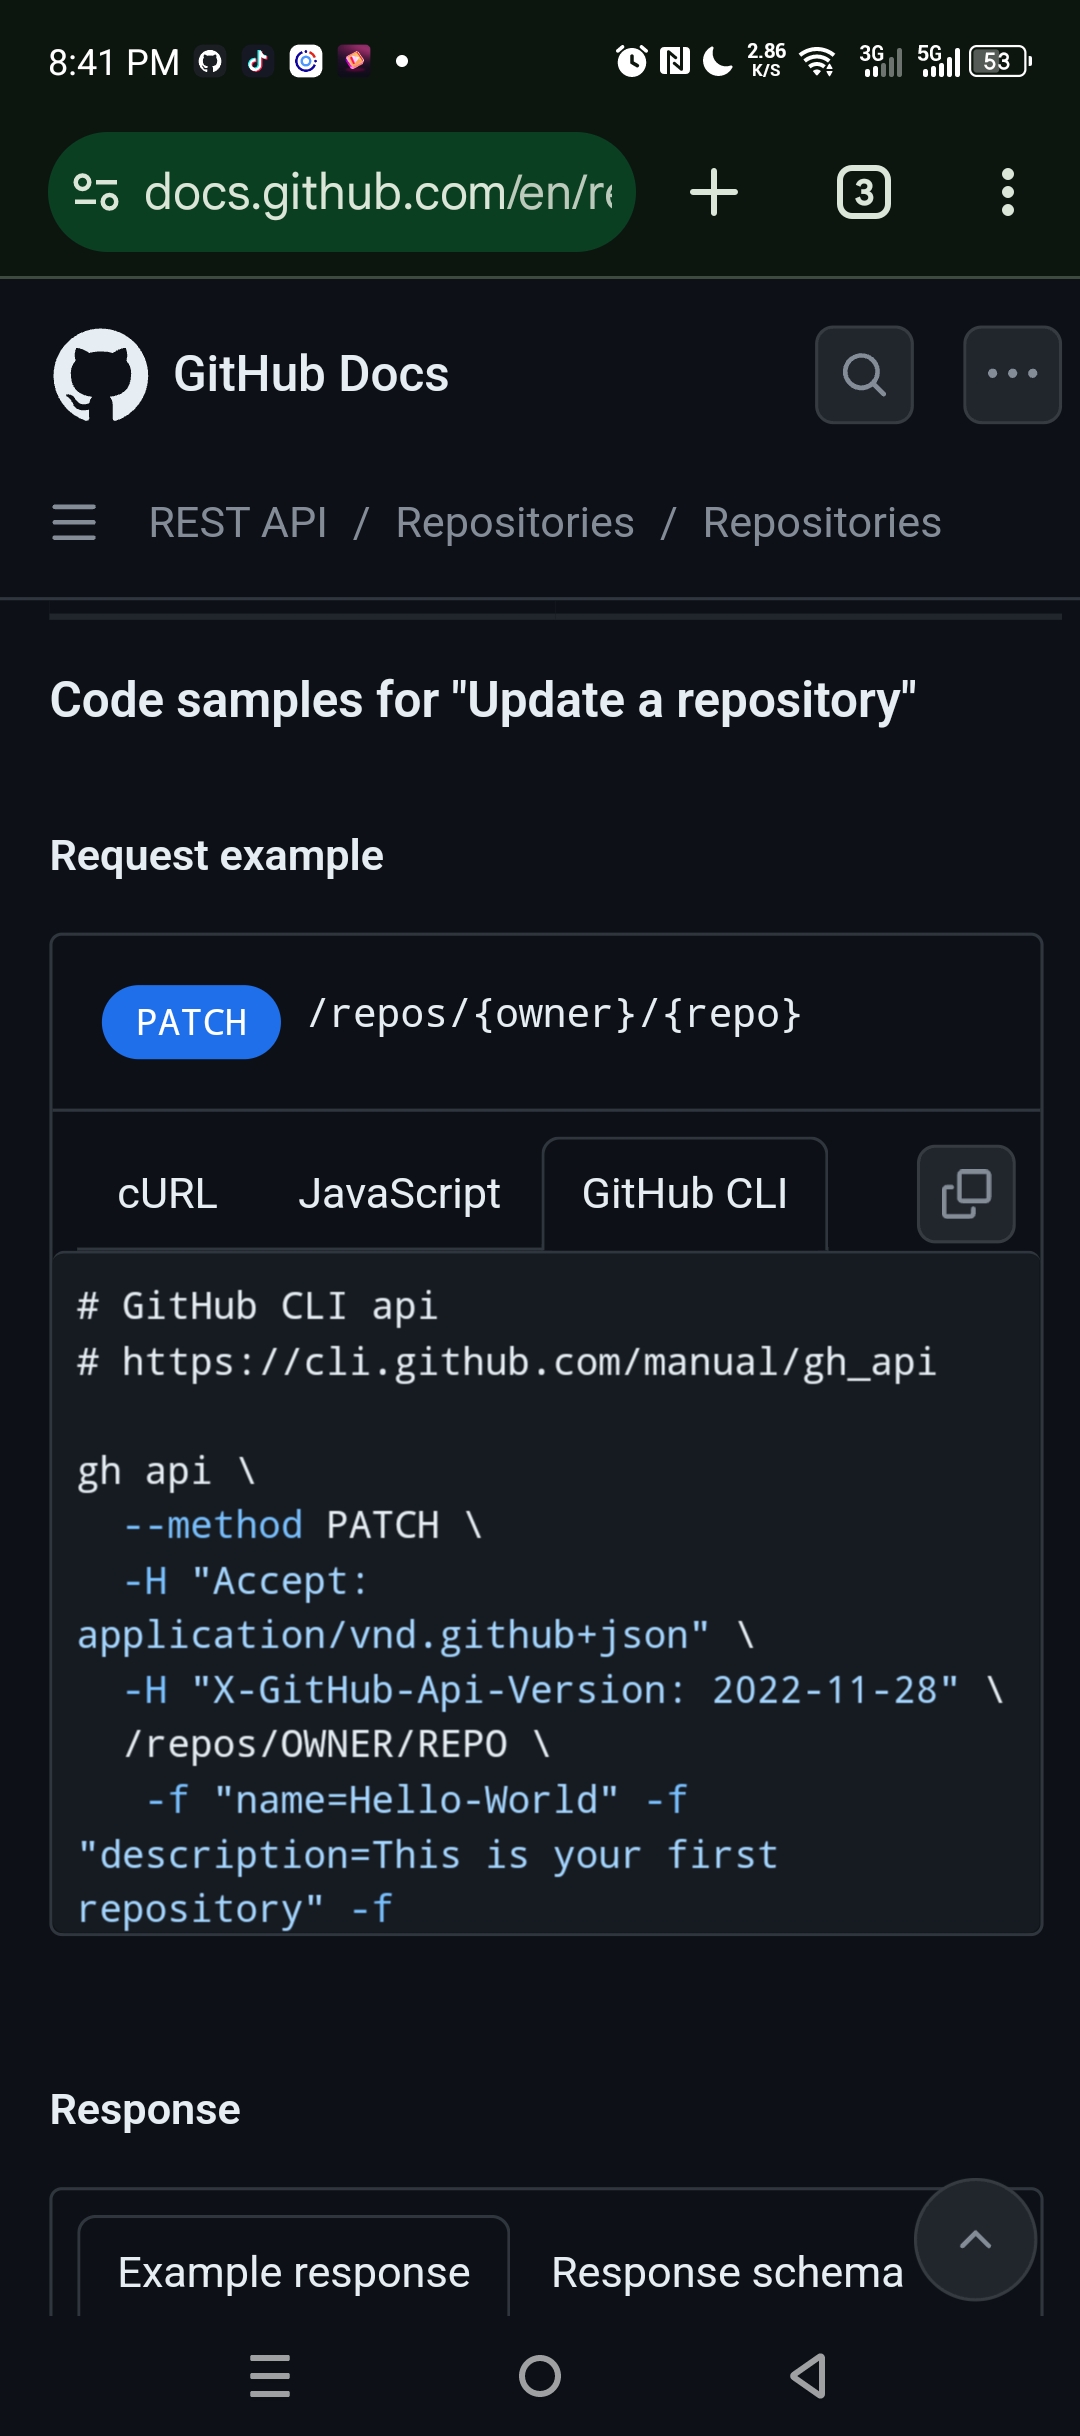 8:41 PM
2.86
K/S
3G
5G
53
docs.github.com/en/re
3
GitHub Docs
REST API / Repositories / Repositories
Code samples for "Update a repository"
Request example
PATCH /repos/{owner}/{repo}
cURL JavaScript GitHub CLI
# GitHub CLI api
# https://cli.github.com/manual/gh_api
gh api \
--method PATCH \
-H "Accept:
application/vnd.github+json" \
-H "X-GitHub-Api-Version: 2022-11-28" \
/repos/OWNER/REPO \
-f "name=Hello-World" -f
"description=This is your first
repository" -f
Response
Example response Response schema